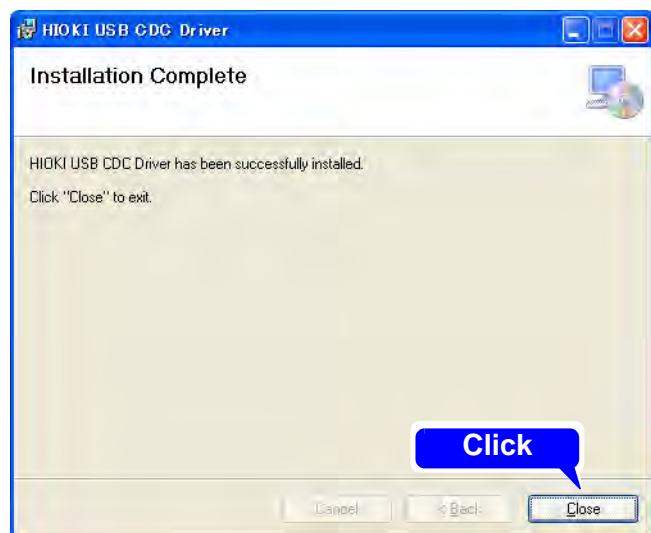 HIOKI USB CDC Driver
Installation Complete
HIOKI USB CDC Driver has been successfully installed.
Click "Close" to exit.
Click
Cancel < Back Close